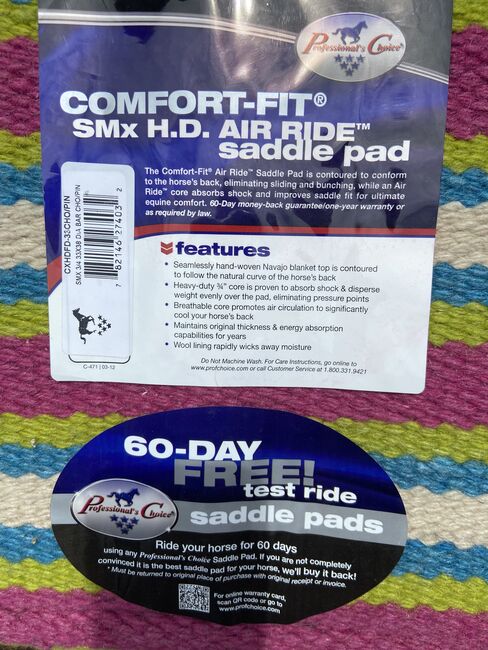 Professional's Choice®
COMFORT-FIT®
SMx H.D. AIR RIDE™
saddle pad
The Comfort-Fit® Air Ride™ Saddle Pad is contoured to conform
to the horse's back, eliminating sliding and bunching, while an Air
Ride™ core absorbs shock and improves saddle fit for ultimate
equine comfort. 60-Day money-back guarantee/one-year warranty or
as required by law.
CXHDFD-33CHO/PIN
SMX 3/4 33X38 DIA BAR CHO/PIN
7 82146 27403 2
features
• Seamlessly hand-woven Navajo blanket top is contoured
to follow the natural curve of the horse's back
• Heavy-duty ¾" core is proven to absorb shock & disperse
weight evenly over the pad, eliminating pressure points
• Breathable core promotes air circulation to significantly
cool your horse's back
• Maintains original thickness & energy absorption
capabilities for years
• Wool lining rapidly wicks away moisture
Do Not Machine Wash. For Care Instructions, go online to
www.profchoice.com or call Customer Service at 1.800.331.9421
C-471 | 03-12
60-DAY
FREE!
test ride
Professional's Choice®
saddle pads
Ride your horse for 60 days
using any Professional's Choice Saddle Pad. If you are not completely
convinced it is the best saddle pad for your horse, we'll buy it back!
* Must be returned to original place of purchase with original receipt or invoice.
For online warranty card,
scan QR code or go to
www.profchoice.com